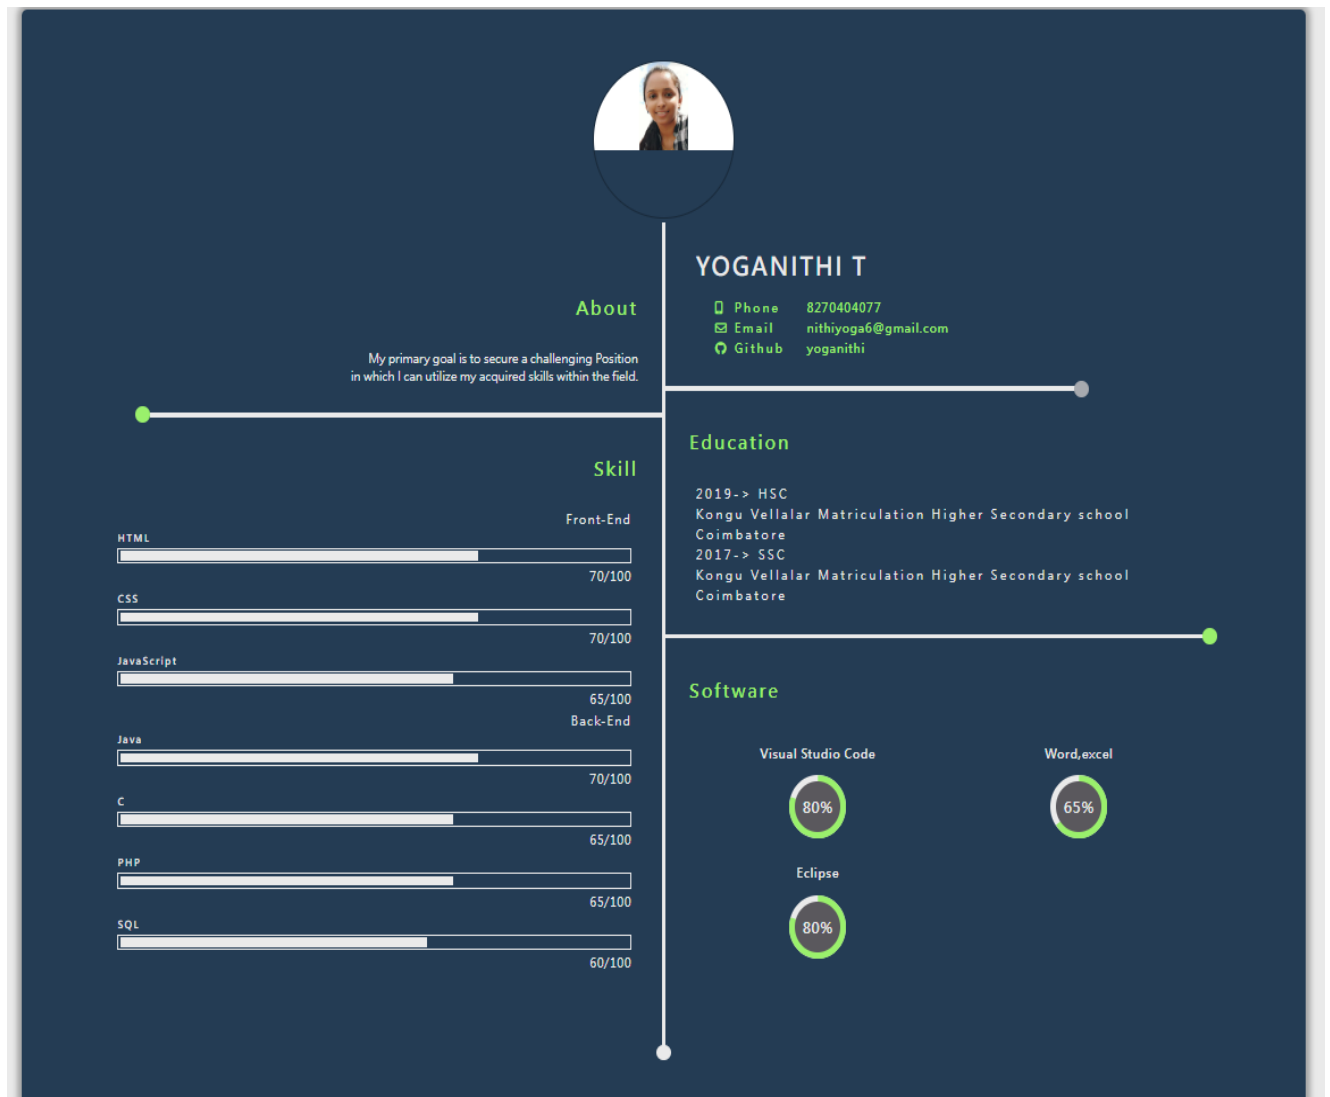 YOGANITHI T
Phone 8270404077
Email nithiyoga6@gmail.com
Github yoganithi
About
My primary goal is to secure a challenging Position
in which I can utilize my acquired skills within the field.
Skill
Front-End
HTML
70/100
CSS
70/100
JavaScript
65/100
Back-End
Java
70/100
C
65/100
PHP
65/100
SQL
60/100
Education
2019-> HSC
Kongu Vellalar Matriculation Higher Secondary school
Coimbatore
2017-> SSC
Kongu Vellalar Matriculation Higher Secondary school
Coimbatore
Software
Visual Studio Code
80%
Word,excel
65%
Eclipse
80%